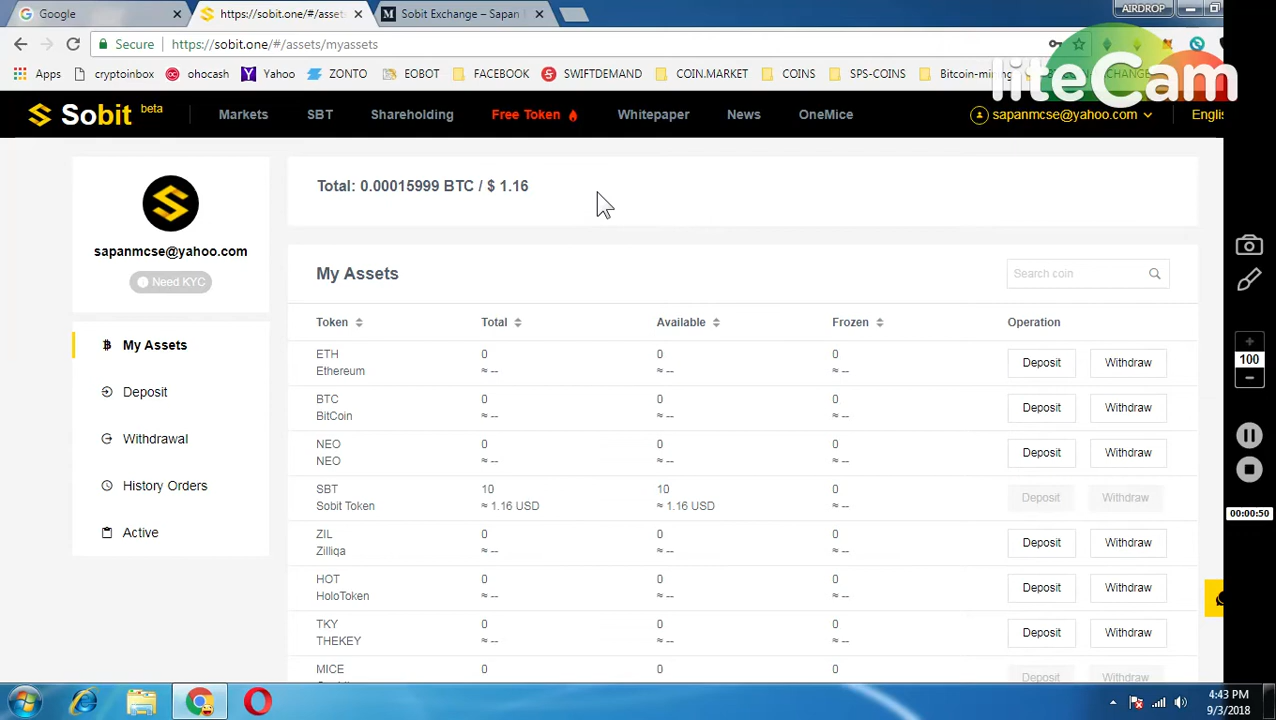 Google
https://sobit.one/#/asset
Sobit Exchange – Sapan
AIRDROP
Secure
https://sobit.one/#/assets/myassets
Apps
cryptoinbox
ohocash
Yahoo
ZONTO
EOBOT
FACEBOOK
SWIFTDEMAND
COIN.MARKET
COINS
SPS-COINS
Bitcoin-mining
liteCam
Sobit beta
Markets
SBT
Shareholding
Free Token
Whitepaper
News
OneMice
sapanmcse@yahoo.com
Englis
sapanmcse@yahoo.com
Need KYC
My Assets
Deposit
Withdrawal
History Orders
Active
Total: 0.00015999 BTC / $ 1.16
My Assets
Search coin
Token Total Available Frozen Operation
ETH 0 0 0 Deposit Withdraw
Ethereum ≈ -- ≈ -- ≈ --
BTC 0 0 0 Deposit Withdraw
BitCoin ≈ -- ≈ -- ≈ --
NEO 0 0 0 Deposit Withdraw
NEO ≈ -- ≈ -- ≈ --
SBT 10 10 0 Deposit Withdraw
Sobit Token ≈ 1.16 USD ≈ 1.16 USD ≈ --
ZIL 0 0 0 Deposit Withdraw
Zilliqa ≈ -- ≈ -- ≈ --
HOT 0 0 0 Deposit Withdraw
HoloToken ≈ -- ≈ -- ≈ --
TKY 0 0 0 Deposit Withdraw
THEKEY ≈ -- ≈ -- ≈ --
MICE 0 0 0 Deposit Withdraw
100
00:00:50
4:43 PM
9/3/2018